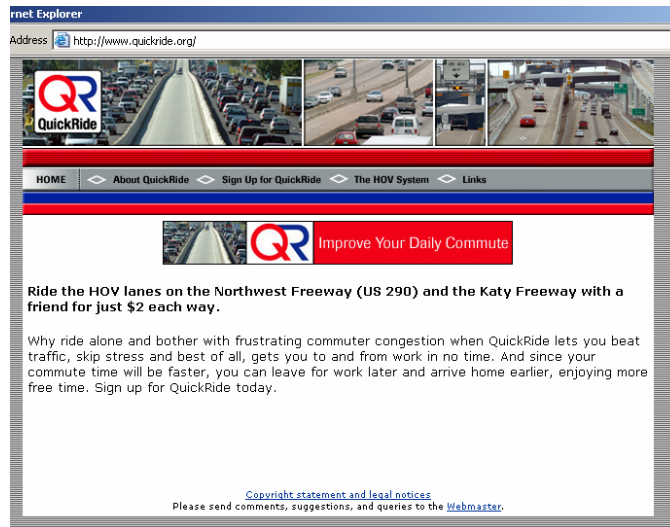 rnet Explorer
Address http://www.quickride.org/
QR
QuickRide
HOME About QuickRide Sign Up for QuickRide The HOV System Links
QR Improve Your Daily Commute
Ride the HOV lanes on the Northwest Freeway (US 290) and the Katy Freeway with a
friend for just $2 each way.
Why ride alone and bother with frustrating commuter congestion when QuickRide lets you beat
traffic, skip stress and best of all, gets you to and from work in no time. And since your
commute time will be faster, you can leave for work later and arrive home earlier, enjoying more
free time. Sign up for QuickRide today.
Copyright statement and legal notices
Please send comments, suggestions, and queries to the Webmaster.